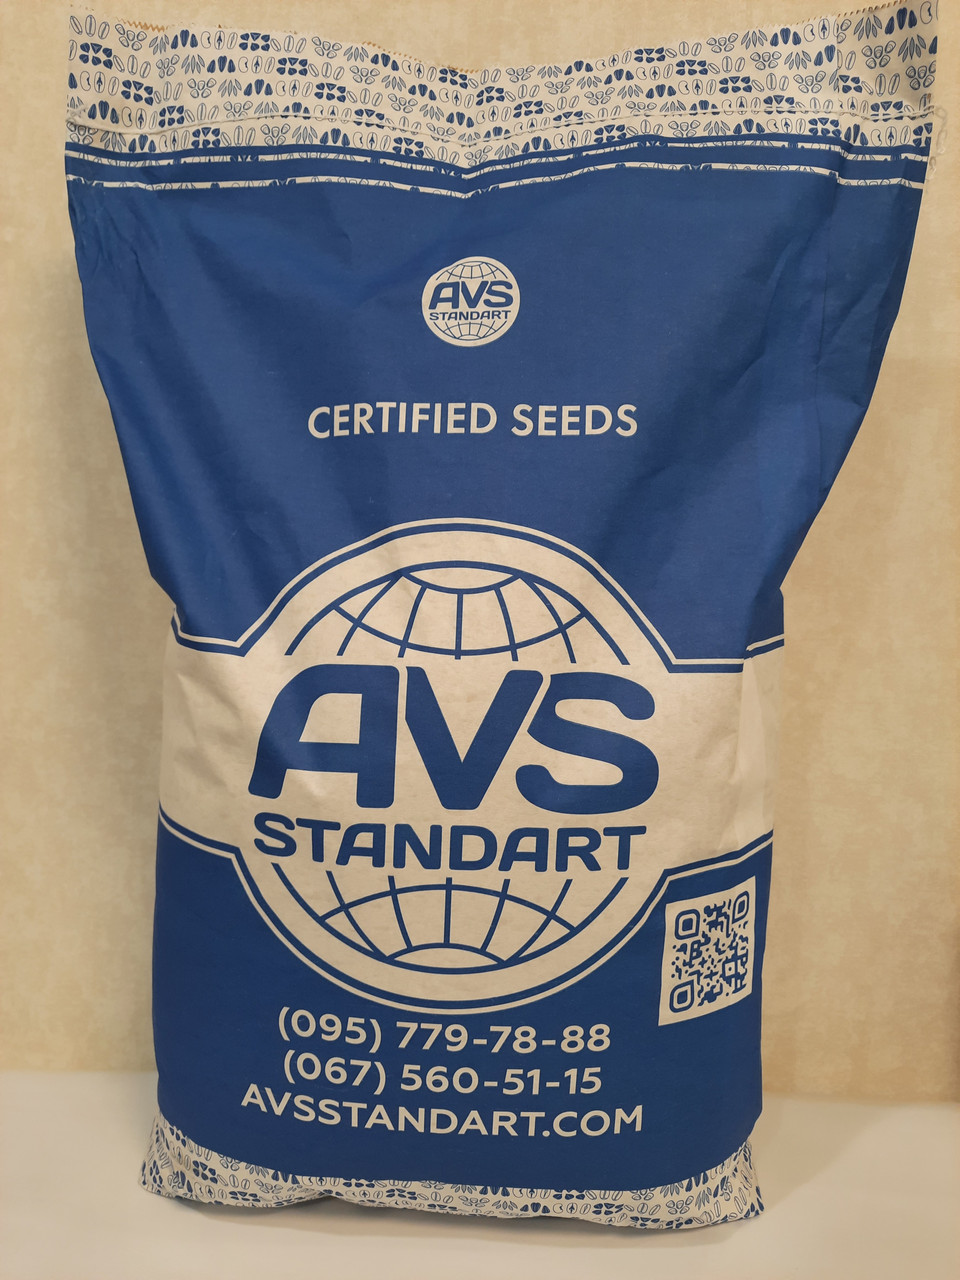 AVS
STANDART
CERTIFIED SEEDS
AVS
STANDART
(095) 779-78-88
(067) 560-51-15
AVSSTANDART.COM